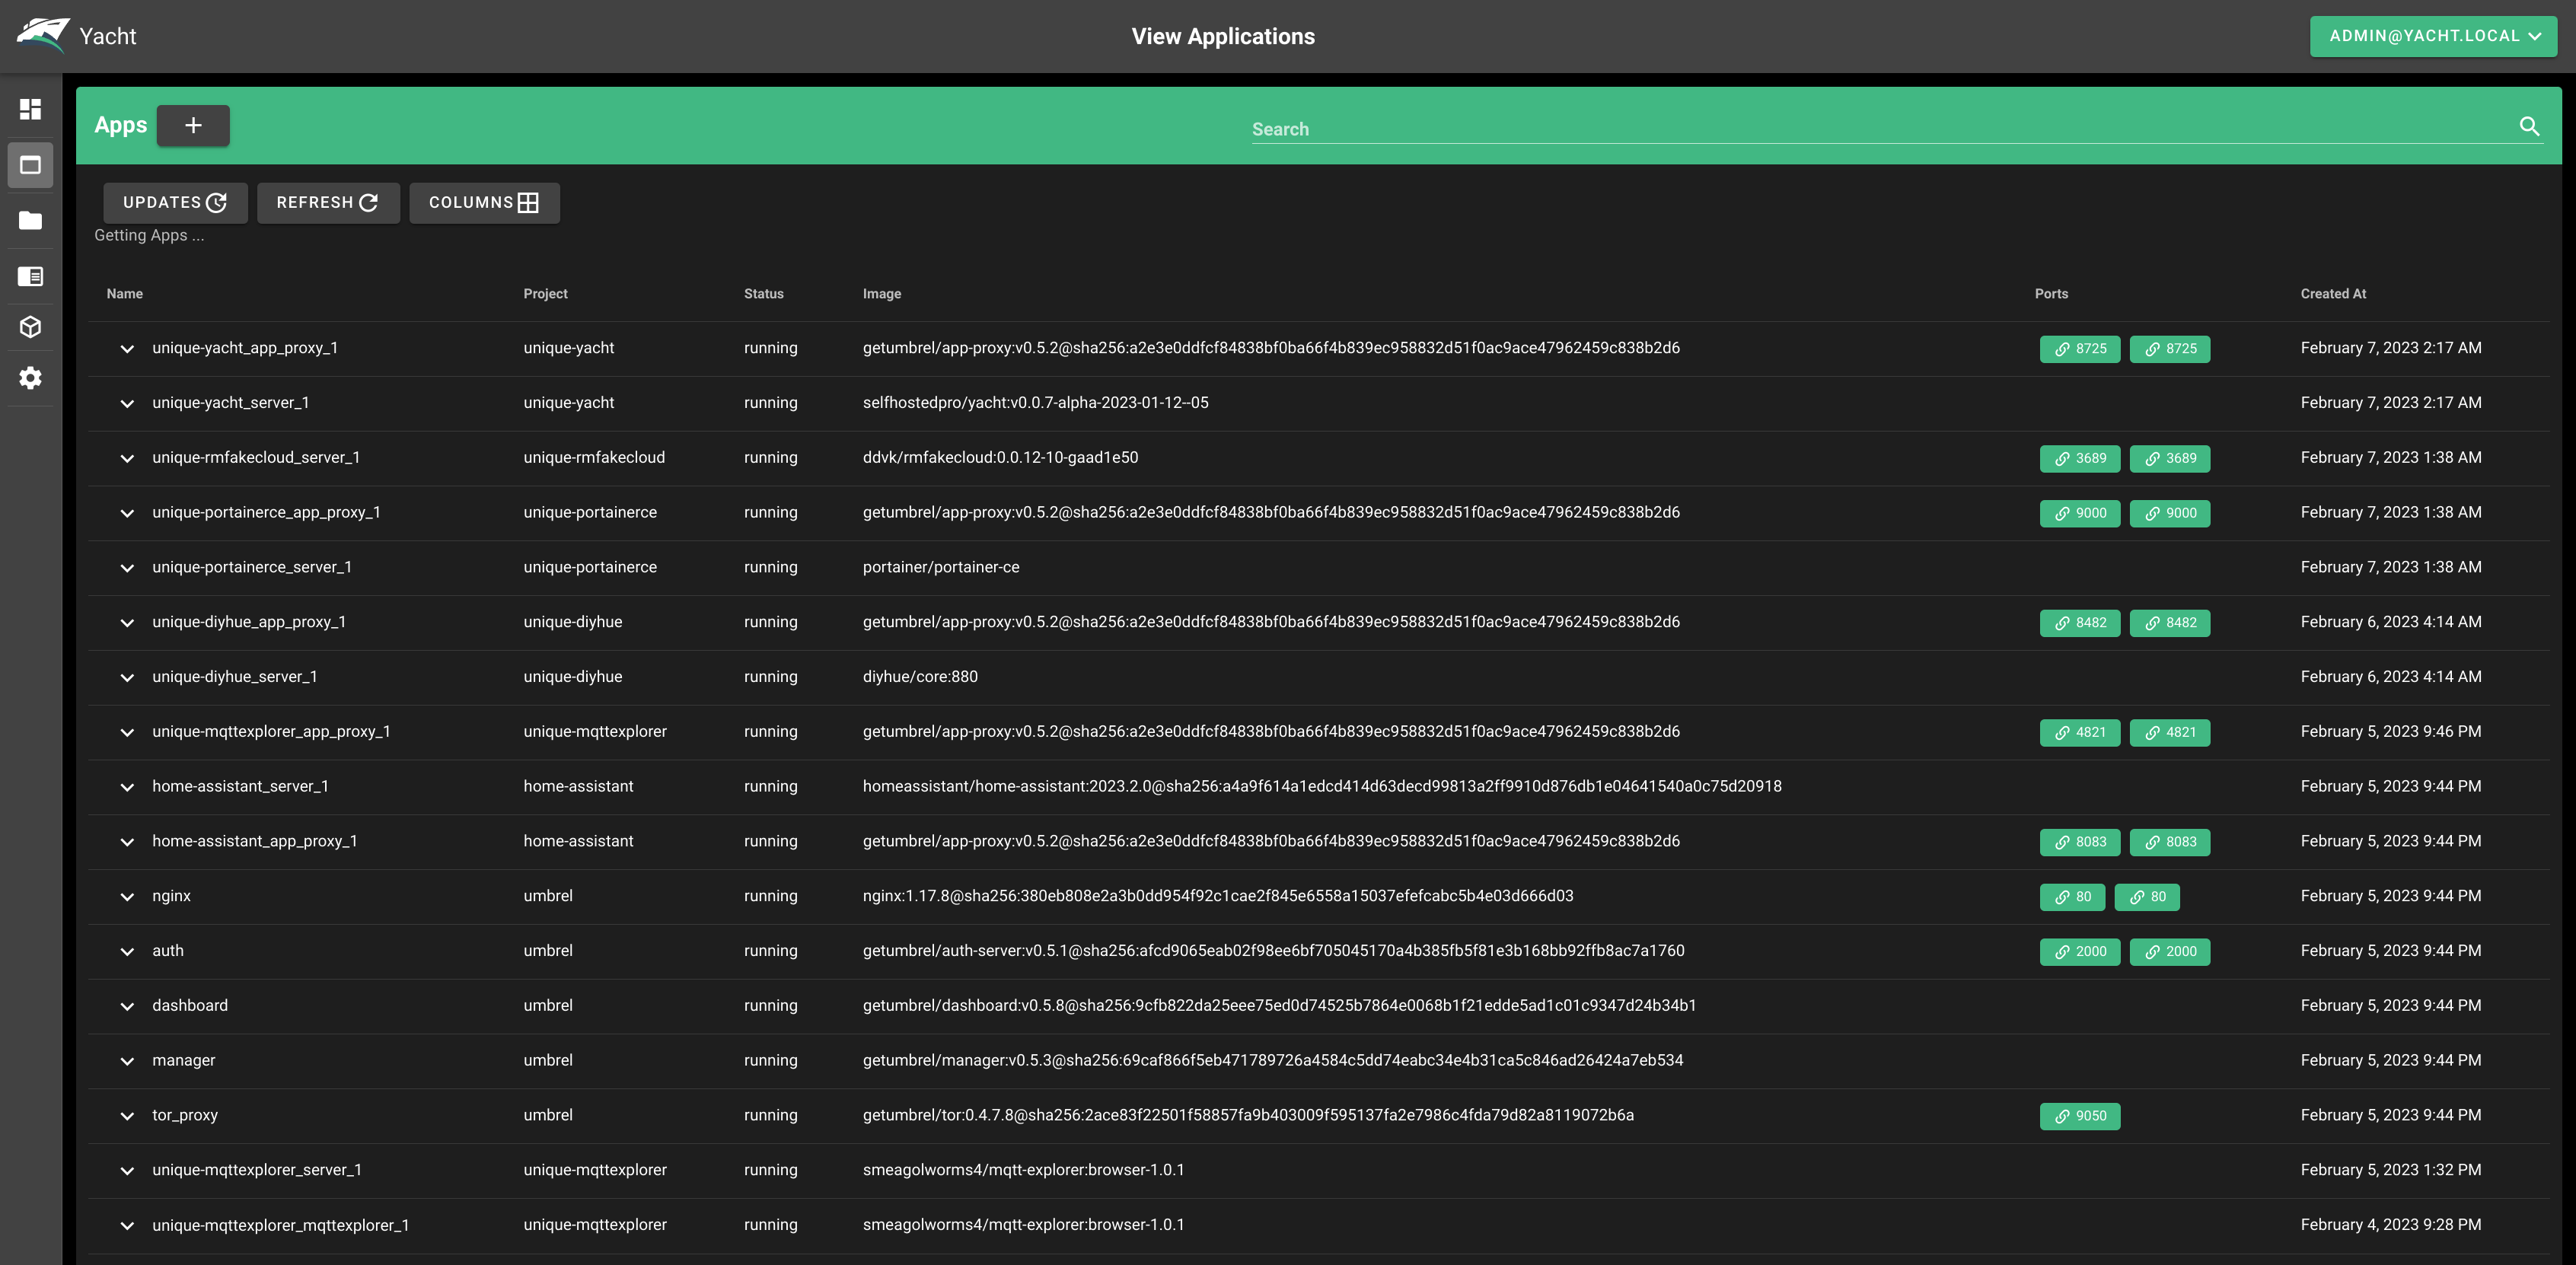 Yacht
View Applications
ADMIN@YACHT.LOCAL
Apps
Search
UPDATES REFRESH COLUMNS
Getting Apps ...
Name Project Status Image Ports Created At
unique-yacht_app_proxy_1 unique-yacht running getumbrel/app-proxy:v0.5.2@sha256:a2e3e0ddfcf84838bf0ba66f4b839ec958832d51f0ac9ace47962459c838b2d6 8725 8725 February 7, 2023 2:17 AM
unique-yacht_server_1 unique-yacht running selfhostedpro/yacht:v0.0.7-alpha-2023-01-12--05 February 7, 2023 2:17 AM
unique-rmfakecloud_server_1 unique-rmfakecloud running ddvk/rmfakecloud:0.0.12-10-gaad1e50 3689 3689 February 7, 2023 1:38 AM
unique-portainerce_app_proxy_1 unique-portainerce running getumbrel/app-proxy:v0.5.2@sha256:a2e3e0ddfcf84838bf0ba66f4b839ec958832d51f0ac9ace47962459c838b2d6 9000 9000 February 7, 2023 1:38 AM
unique-portainerce_server_1 unique-portainerce running portainer/portainer-ce February 7, 2023 1:38 AM
unique-diyhue_app_proxy_1 unique-diyhue running getumbrel/app-proxy:v0.5.2@sha256:a2e3e0ddfcf84838bf0ba66f4b839ec958832d51f0ac9ace47962459c838b2d6 8482 8482 February 6, 2023 4:14 AM
unique-diyhue_server_1 unique-diyhue running diyhue/core:880 February 6, 2023 4:14 AM
unique-mqttexplorer_app_proxy_1 unique-mqttexplorer running getumbrel/app-proxy:v0.5.2@sha256:a2e3e0ddfcf84838bf0ba66f4b839ec958832d51f0ac9ace47962459c838b2d6 4821 4821 February 5, 2023 9:46 PM
home-assistant_server_1 home-assistant running homeassistant/home-assistant:2023.2.0@sha256:a4a9f614a1edcd414d63decd99813a2ff9910d876db1e04641540a0c75d20918 February 5, 2023 9:44 PM
home-assistant_app_proxy_1 home-assistant running getumbrel/app-proxy:v0.5.2@sha256:a2e3e0ddfcf84838bf0ba66f4b839ec958832d51f0ac9ace47962459c838b2d6 8083 8083 February 5, 2023 9:44 PM
nginx umbrel running nginx:1.17.8@sha256:380eb808e2a3b0dd954f92c1cae2f845e6558a15037efefcabc5b4e03d666d03 80 80 February 5, 2023 9:44 PM
auth umbrel running getumbrel/auth-server:v0.5.1@sha256:afcd9065eab02f98ee6bf705045170a4b385fb5f81e3b168bb92ffb8ac7a1760 2000 2000 February 5, 2023 9:44 PM
dashboard umbrel running getumbrel/dashboard:v0.5.8@sha256:9cfb822da25eee75ed0d74525b7864e0068b1f21edde5ad1c01c9347d24b34b1 February 5, 2023 9:44 PM
manager umbrel running getumbrel/manager:v0.5.3@sha256:69caf866f5eb471789726a4584c5dd74eabc34e4b31ca5c846ad26424a7eb534 February 5, 2023 9:44 PM
tor_proxy umbrel running getumbrel/tor:0.4.7.8@sha256:2ace83f22501f58857fa9b403009f595137fa2e7986c4fda79d82a8119072b6a 9050 February 5, 2023 9:44 PM
unique-mqttexplorer_server_1 unique-mqttexplorer running smeagolworms4/mqtt-explorer:browser-1.0.1 February 5, 2023 1:32 PM
unique-mqttexplorer_mqttexplorer_1 unique-mqttexplorer running smeagolworms4/mqtt-explorer:browser-1.0.1 February 4, 2023 9:28 PM